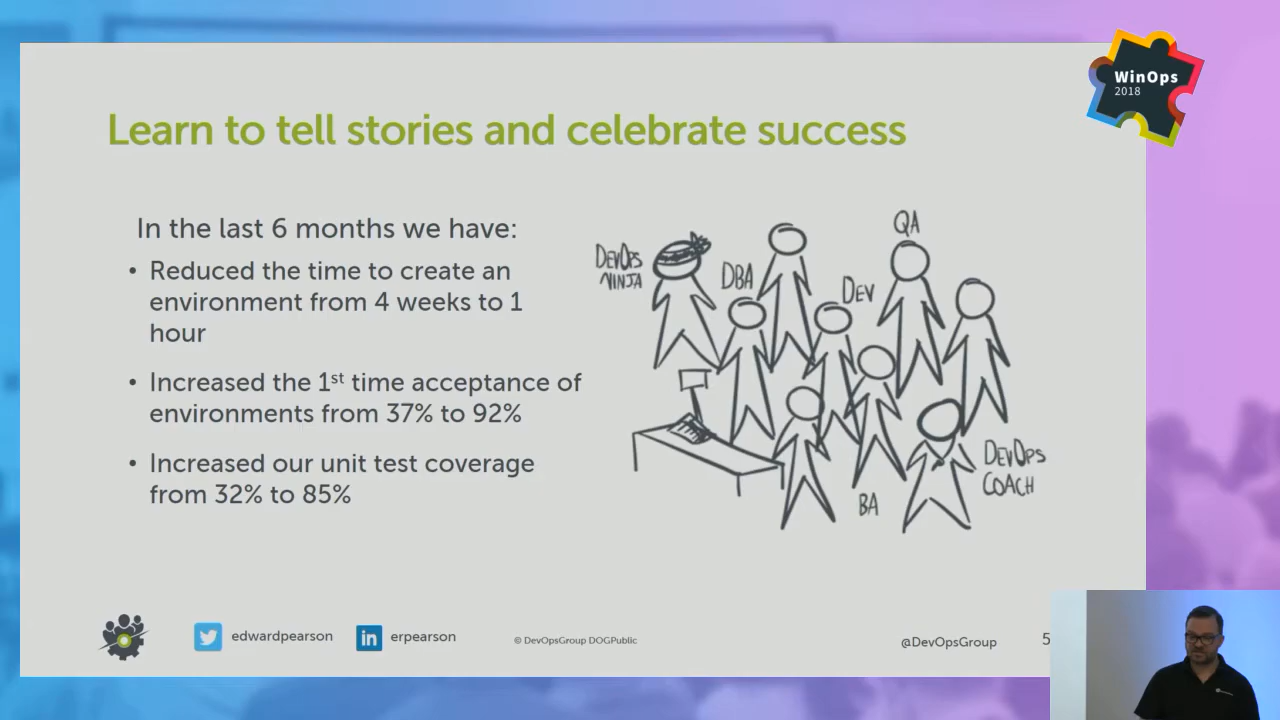 WinOps
2018
Learn to tell stories and celebrate success
In the last 6 months we have:
• Reduced the time to create an
environment from 4 weeks to 1
hour
• Increased the 1st time acceptance of
environments from 37% to 92%
• Increased our unit test coverage
from 32% to 85%
QA
DEVOPS
NINJA
DBA
DEV
DEVOPS
COACH
BA
edwardpearson
in
erpearson
© DevOpsGroup DOGPublic
@DevOpsGroup
5